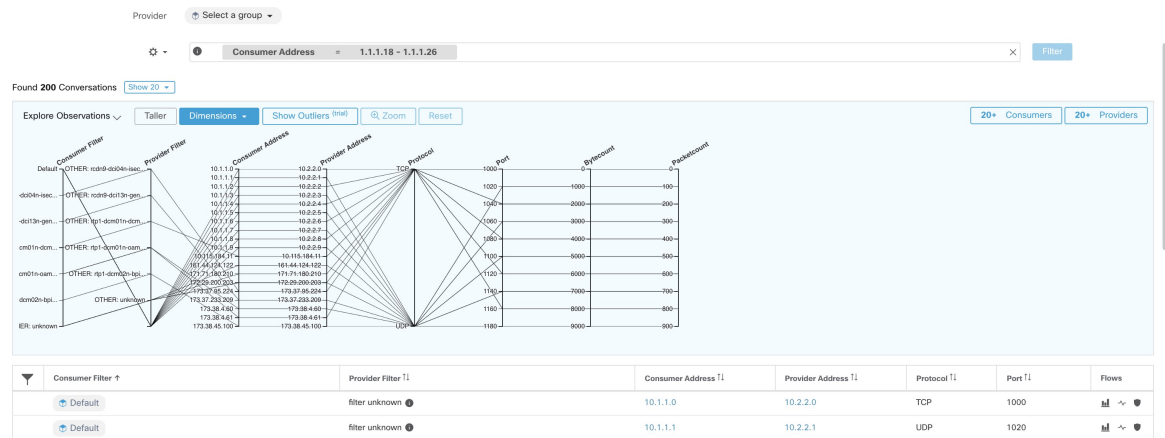 Provider Select a group
Consumer Address = 1.1.1.18 - 1.1.1.26 Filter
Found 200 Conversations Show 20
Explore Observations Taller Dimensions Show Outliers (trial) Zoom Reset 20+ Consumers 20+ Providers
Consumer Filter Provider Filter Consumer Address Provider Address Protocol Port Bytecount Packetcount
Default OTHER: rcdn9-dci04n-isec... 10.1.1.0 10.2.2.0 TCP 1000 0 0
10.1.1.1 10.2.2.1
-dci04n-isec... OTHER: rcdn9-dci13n-gen... 10.1.1.2 10.2.2.2 1020 1000 100
10.1.1.3 10.2.2.3
10.1.1.4 10.2.2.4 1040 2000 200
10.1.1.5 10.2.2.5
-dci13n-gen... OTHER: rtp1-dcm01n-dcm... 10.1.1.6 10.2.2.6 1060 3000 300
10.1.1.7 10.2.2.7
10.1.1.8 10.2.2.8 1080 4000 400
cm01n-dcm... OTHER: rtp1-dcm01n-oam... 10.1.1.9 10.2.2.9
10.115.184.11 10.115.184.11 1100 5000 500
161.44.124.122 161.44.124.122
cm01n-oam... OTHER: rtp1-dcm02n-bpi... 171.71.180.210 171.71.180.210 1120 6000 600
172.29.200.203 172.29.200.203
173.37.95.224 173.37.95.224 1140 7000 700
dcm02n-bpi... OTHER: unknown 173.37.233.209 173.37.233.209
173.38.4.60 173.38.4.60 1160 8000 800
173.38.4.61 173.38.4.61
IER: unknown 173.38.45.100 173.38.45.100 UDP 1180 9000 900
Consumer Filter ↑ Provider Filter ↑↓ Consumer Address ↑↓ Provider Address ↑↓ Protocol ↑↓ Port ↑↓ Flows
Default filter unknown 10.1.1.0 10.2.2.0 TCP 1000
Default filter unknown 10.1.1.1 10.2.2.1 UDP 1020